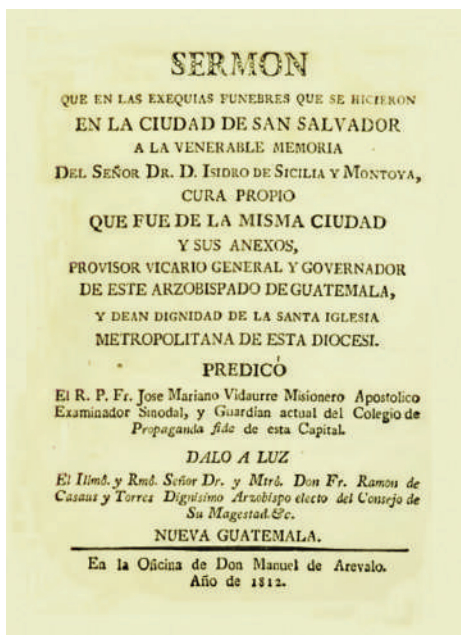 SERMON
QUE EN LAS EXEQUIAS FUNEBRES QUE SE HICIERON
EN LA CIUDAD DE SAN SALVADOR
A LA VENERABLE MEMORIA
DEL SEÑOR DR. D. ISIDRO DE SICILIA Y MONTOYA,
CURA PROPIO
QUE FUE DE LA MISMA CIUDAD
Y SUS ANEXOS,
PROVISOR VICARIO GENERAL Y GOVERNADOR
DE ESTE ARZOBISPADO DE GUATEMALA,
Y DEAN DIGNIDAD DE LA SANTA IGLESIA
METROPOLITANA DE ESTA DIOCESI.
PREDICÓ
El R. P. Fr. Jose Mariano Vidaurre Misionero Apostolico
Examinador Sinodal, y Guardian actual del Colegio de
Propaganda fide de esta Capital.
DALO A LUZ
El Illmô. y Rmô. Señor Dr. y Mtrô. Don Fr. Ramon de
Casaus y Torres Dignisimo Arzobispo electo del Consejo de
Su Magestad &c.
NUEVA GUATEMALA.
En la Oficina de Don Manuel de Arevalo.
Año de 1812.